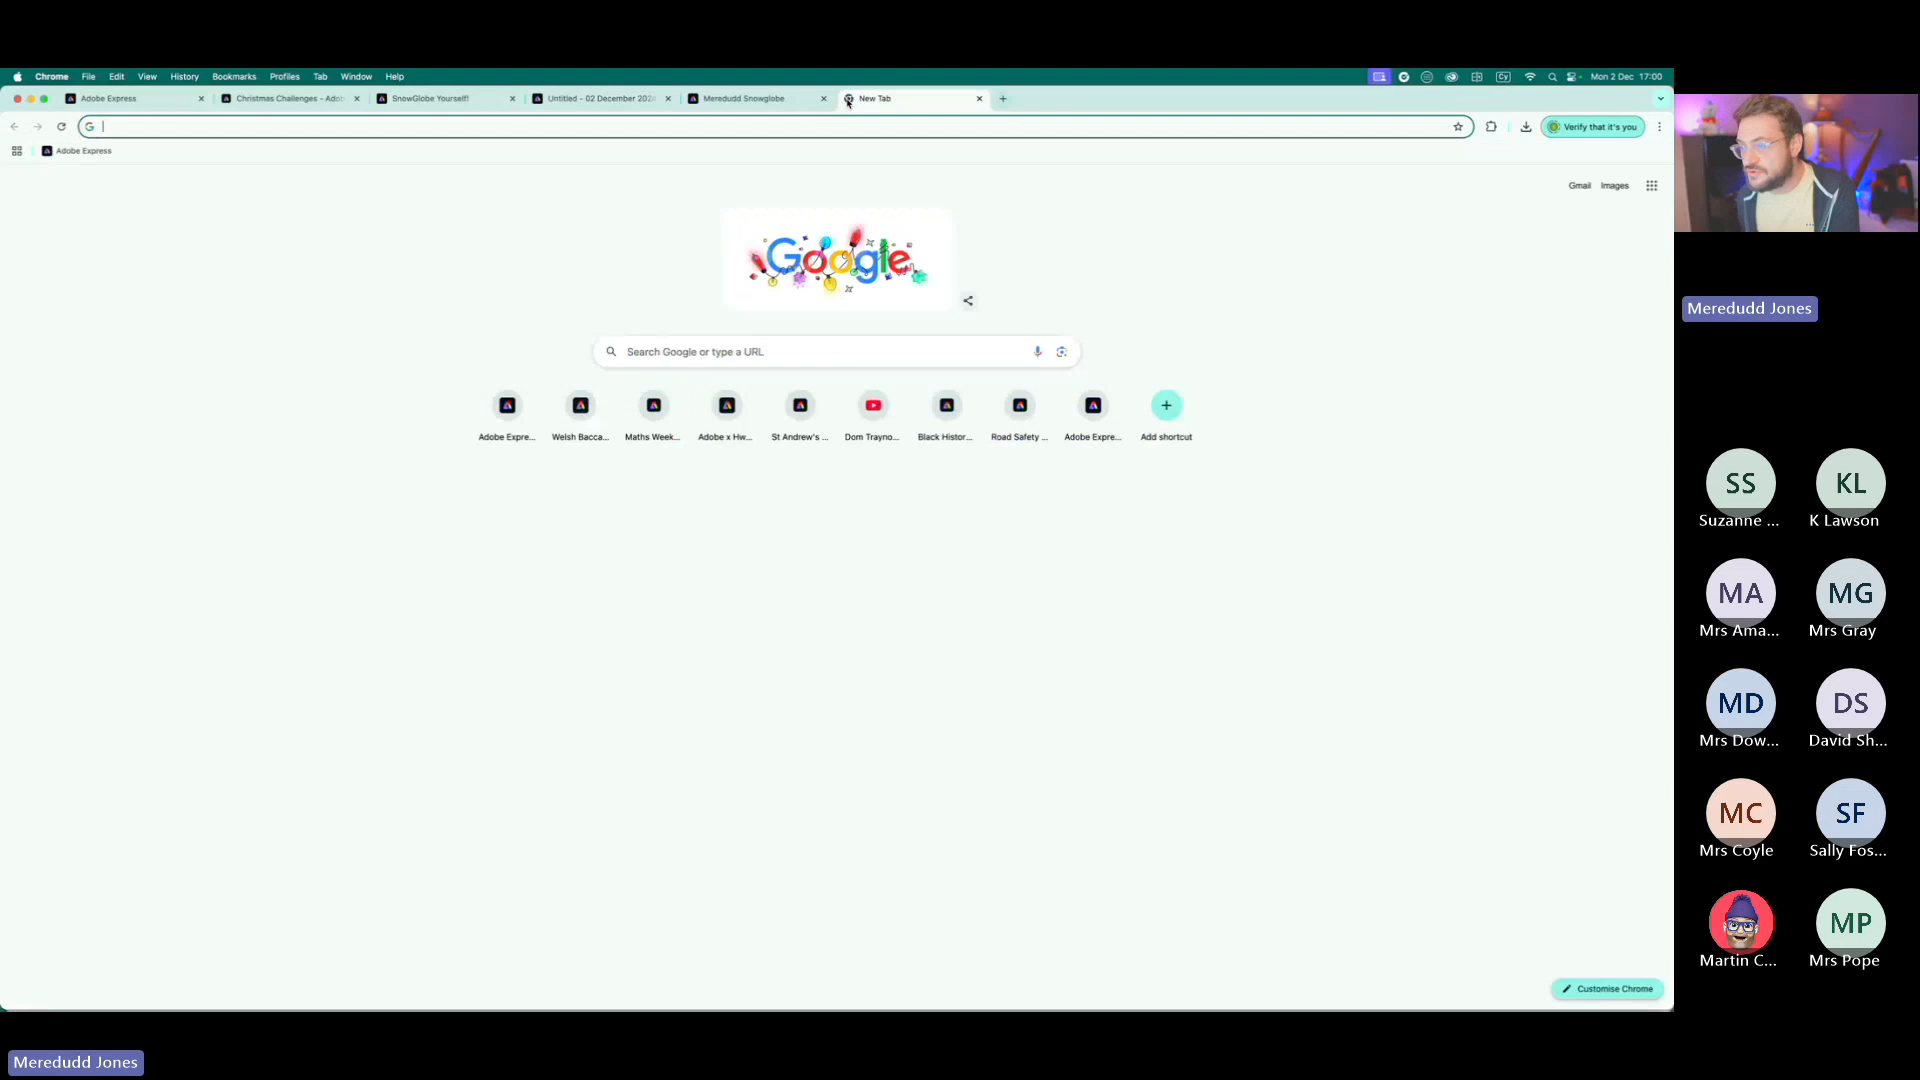 Chrome File Edit View History Bookmarks Profiles Tab Window Help
Cy
Mon 2 Dec 17:00
Adobe Express
Christmas Challenges - Ado
SnowGlobe Yourself!
Untitled - 02 December 202
Meredudd Snowglobe
New Tab
Verify that it's you
Adobe Express
Gmail Images
Google
Search Google or type a URL
Adobe Expre...
Welsh Bacca...
Maths Week...
Adobe x Hw...
St Andrew's ...
Dom Trayno...
Black Histor...
Road Safety ...
Adobe Expre...
Add shortcut
Customise Chrome
Meredudd Jones
SS KL
Suzanne ... K Lawson
MA MG
Mrs Ama... Mrs Gray
MD DS
Mrs Dow... David Sh...
MC SF
Mrs Coyle Sally Fos...
MP
Martin C... Mrs Pope
Meredudd Jones